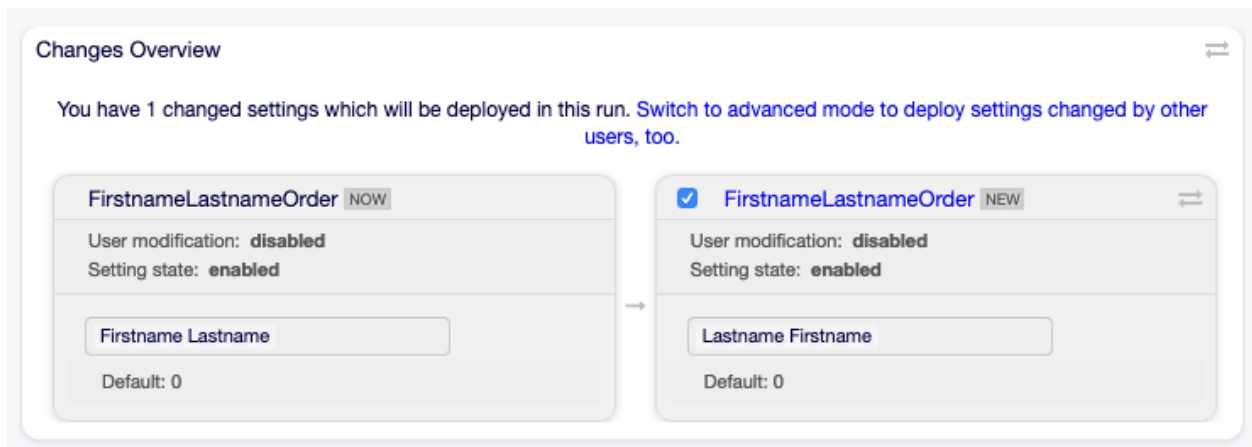 Changes Overview
You have 1 changed settings which will be deployed in this run. Switch to advanced mode to deploy settings changed by other
users, too.
FirstnameLastnameOrder NOW
User modification: disabled
Setting state: enabled
Firstname Lastname
Default: 0
FirstnameLastnameOrder NEW
User modification: disabled
Setting state: enabled
Lastname Firstname
Default: 0